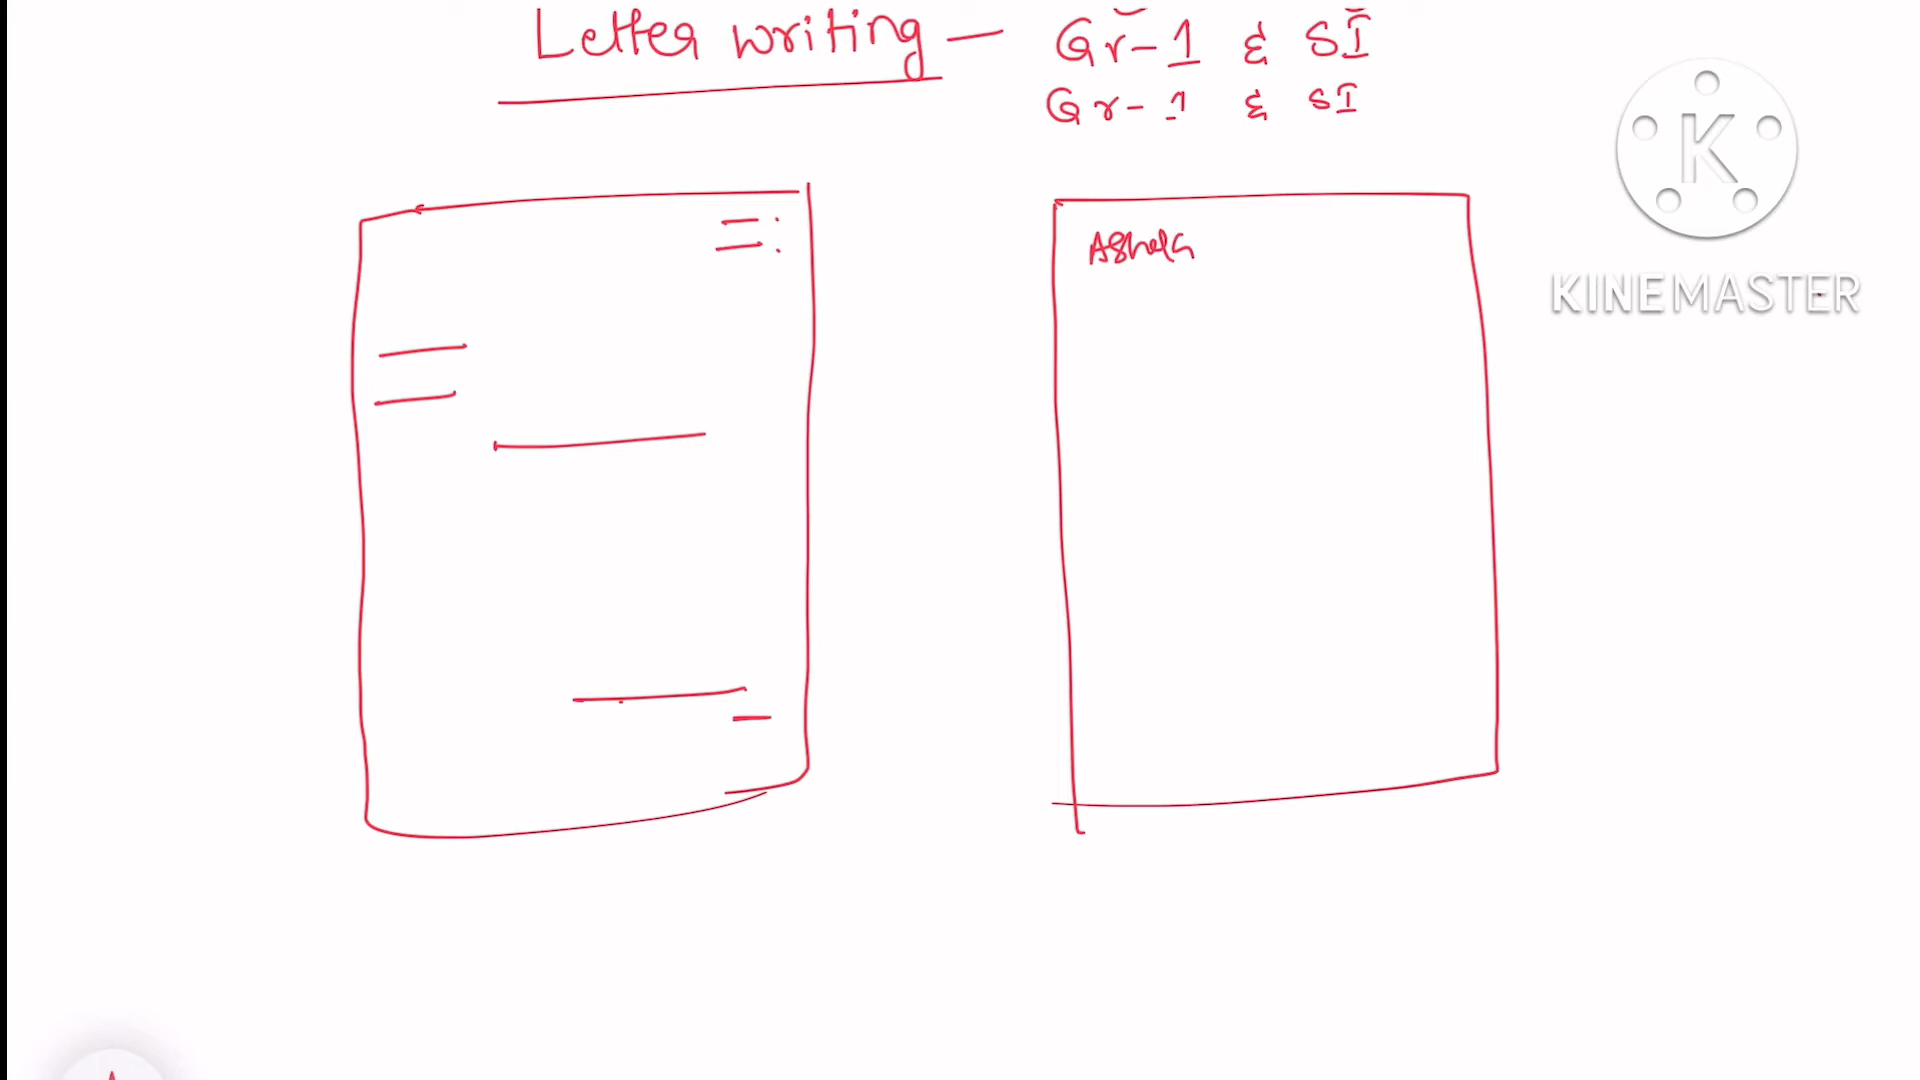 Letter writing — Gr-1 & SI
Gr-1 & SI
K
KINEMASTER